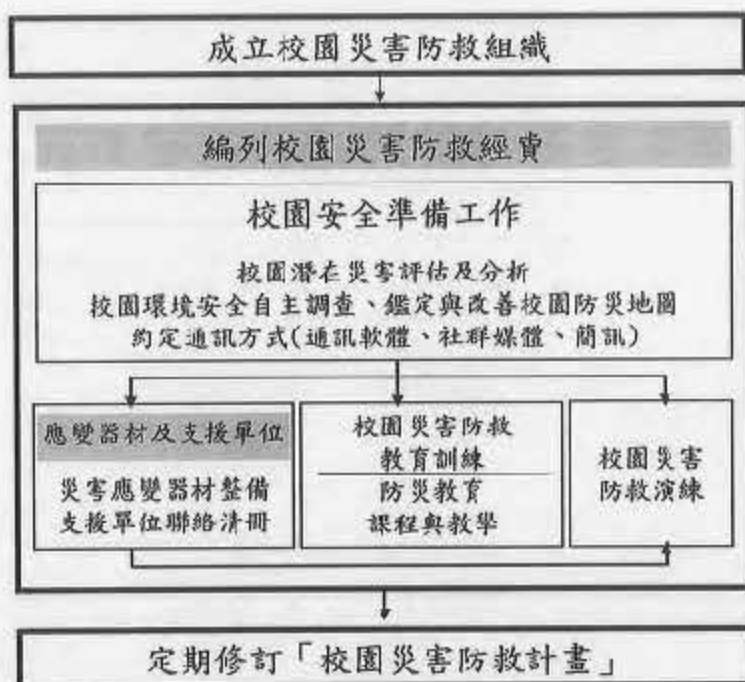 成立校園災害防救組織
編列校園災害防救經費
校園安全準備工作
校園潛在災害評估及分析
校園環境安全自主調查、鑑定與改善校園防災地圖
約定通訊方式(通訊軟體、社群媒體、簡訊)
應變器材及支援單位
災害應變器材整備
支援單位聯絡清冊
校園災害防救
教育訓練
防災教育
課程與教學
校園災害
防救演練
定期修訂「校園災害防救計畫」